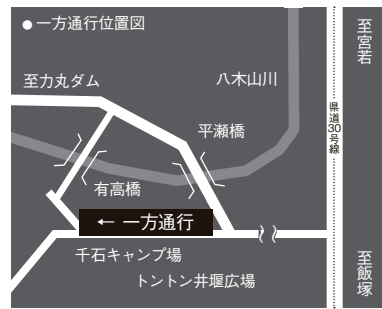 ●一方通行位置図
至宮若
至力丸ダム
八木山川
県道30号線
平瀬橋
有高橋
← 一方通行
千石キャンプ場
至飯塚
トントン井堰広場